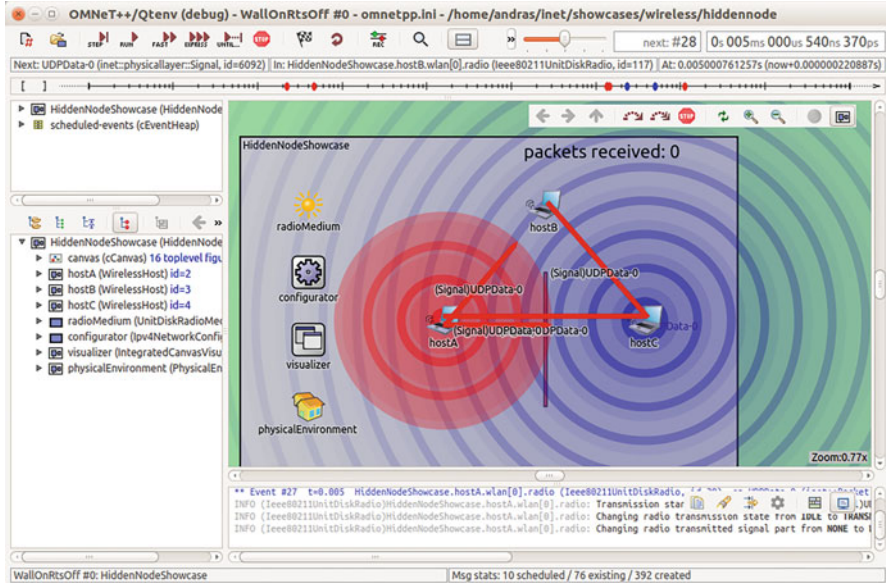 OMNeT++/Qtenv (debug) - WallOnRtsOff #0 - omnetpp.ini - /home/andras/inet/showcases/wireless/hiddennode
STEP RUN FAST EXPRESS UNTIL... STOP REC next: #28 0s 005ms 000us 540ns 370ps
Next: UDPData-0 (inet::physicallayer::Signal, id=6092) In: HiddenNodeShowcase.hostB.wlan[0].radio (Ieee80211UnitDiskRadio, id=117) At: 0.005000761257s (now+0.000000220887s)
HiddenNodeShowcase (HiddenNode
scheduled-events (cEventHeap)
HiddenNodeShowcase (HiddenNode
canvas (cCanvas) 16 toplevel figu
hostA (WirelessHost) id=2
hostB (WirelessHost) id=3
hostC (WirelessHost) id=4
radioMedium (UnitDiskRadioMed
configurator (Ipv4NetworkConfi
visualizer (IntegratedCanvasVisu
physicalEnvironment (PhysicalEn
STOP
HiddenNodeShowcase
packets received: 0
radioMedium
hostB
configurator
(Signal)UDPData-0
(Signal)UDPData-0
(Signal)UDPData-0 DPData-0
Data-0
hostA
hostC
visualizer
physicalEnvironment
Zoom:0.77x
** Event #27 t=0.005 HiddenNodeShowcase.hostA.wlan[0].radio (Ieee80211UnitDiskRadio,
INFO (Ieee80211UnitDiskRadio)HiddenNodeShowcase.hostA.wlan[0].radio: Transmission star
INFO (Ieee80211UnitDiskRadio)HiddenNodeShowcase.hostA.wlan[0].radio: Changing radio transmission state from IDLE to TRANS
INFO (Ieee80211UnitDiskRadio)HiddenNodeShowcase.hostA.wlan[0].radio: Changing radio transmitted signal part from NONE to
WallOnRtsOff #0: HiddenNodeShowcase
Msg stats: 10 scheduled / 76 existing / 392 created